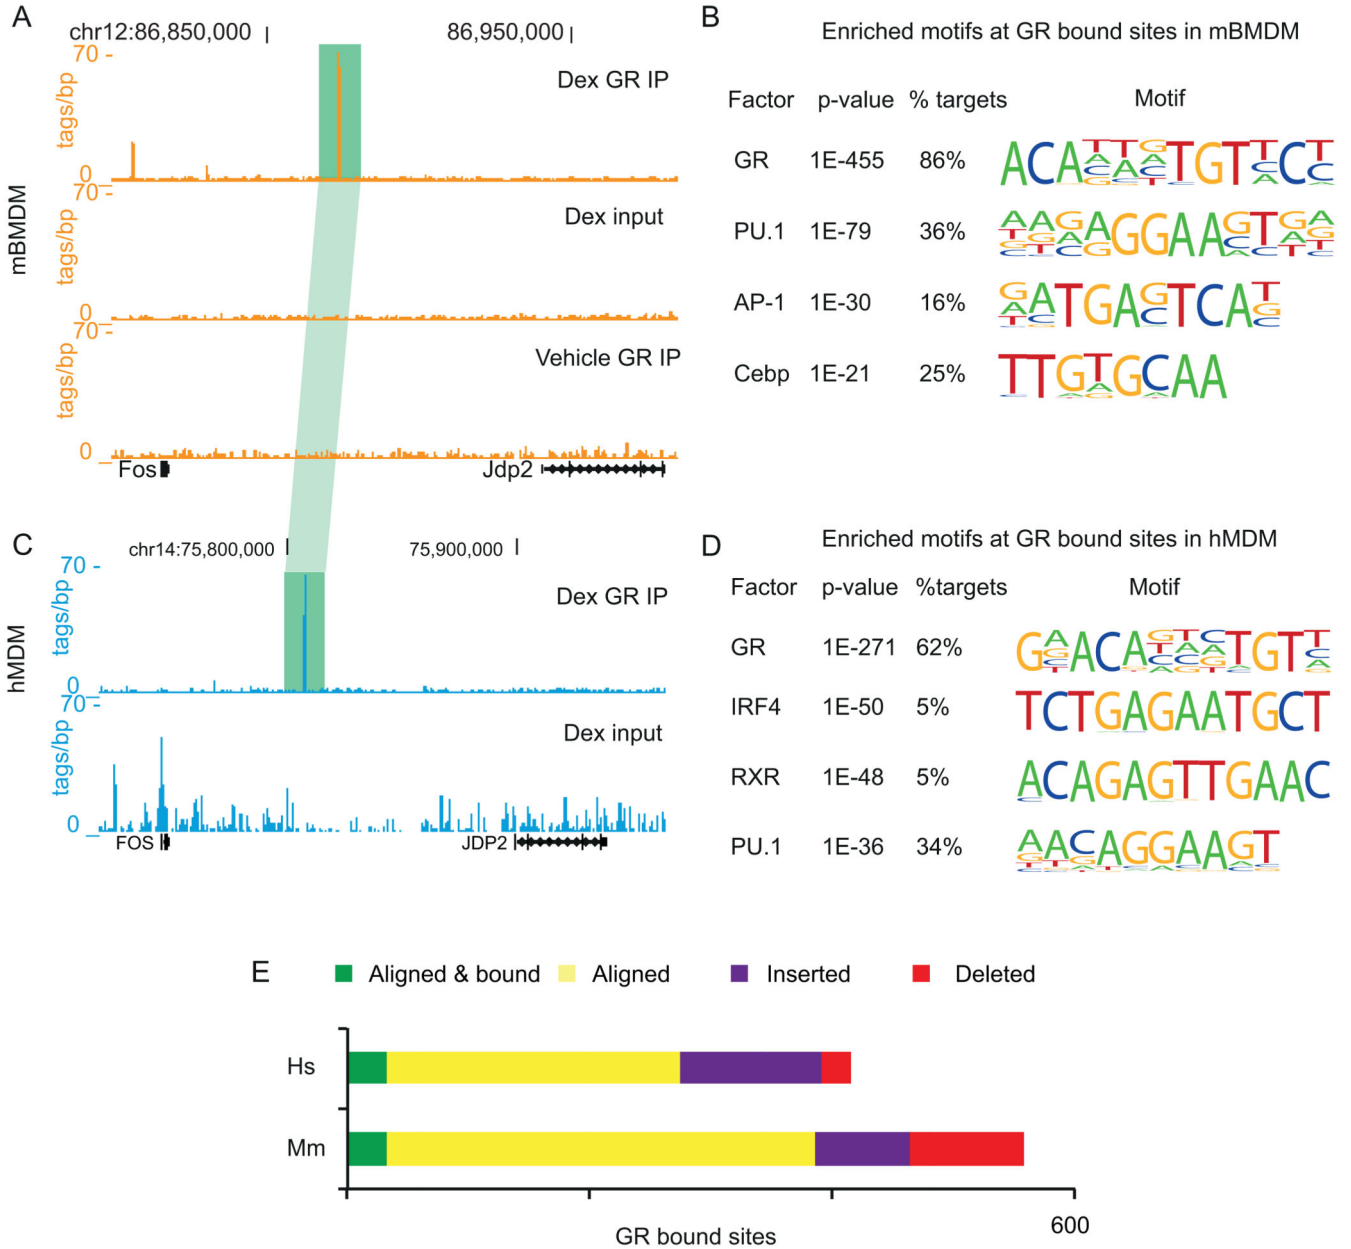 A
chr12:86,850,000
86,950,000
mBMDM
70
tags/bp
0
Dex GR IP
70
tags/bp
0
Dex input
70
tags/bp
0
Vehicle GR IP
Fos
Jdp2
B
Enriched motifs at GR bound sites in mBMDM
Factor p-value % targets Motif
GR 1E-455 86%
PU.1 1E-79 36%
AP-1 1E-30 16%
Cebp 1E-21 25%
C
chr14:75,800,000
75,900,000
hMDM
70
tags/bp
0
Dex GR IP
70
tags/bp
0
Dex input
FOS
JDP2
D
Enriched motifs at GR bound sites in hMDM
Factor p-value %targets Motif
GR 1E-271 62%
IRF4 1E-50 5%
TCTGAGAATGCT
RXR 1E-48 5%
ACAGAGTTGAAC
PU.1 1E-36 34%
E
Aligned & bound
Aligned
Inserted
Deleted
Hs
Mm
600
GR bound sites